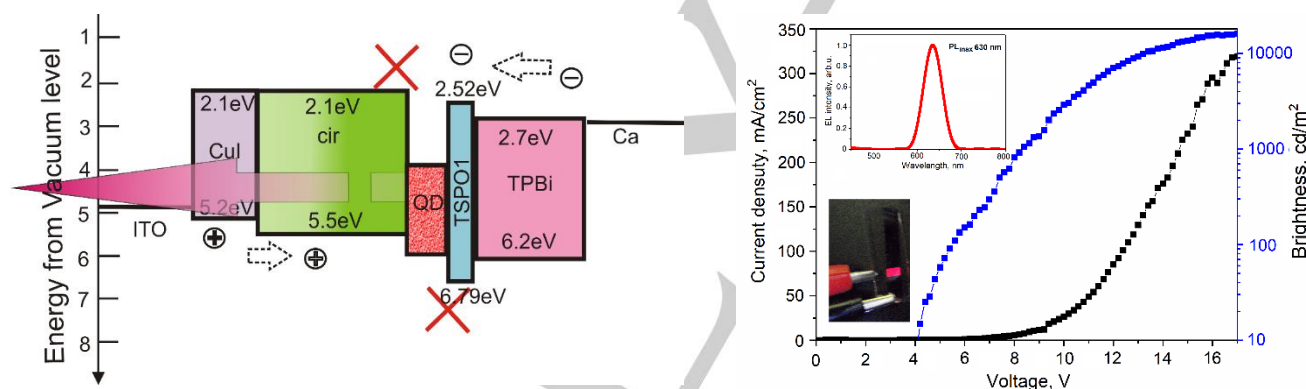 Energy from Vacuum level
1
2
3
4
5
6
7
8
ITO
2.1eV
CuI
5.2eV
2.1eV
cir
5.5eV
QD
2.52eV
TSPO1
6.79eV
2.7eV
TPBi
6.2eV
Ca
Current densuty, mA/cm2
350
300
250
200
150
100
50
0
0 2 4 6 8 10 12 14 16
Voltage, V
10000
1000
100
10
Brightness, cd/m2
PLmax 630 nm
EL intensity, arb.u.
1.0
0.8
0.6
0.4
0.2
0
500 600 700 800
Wavelength, nm